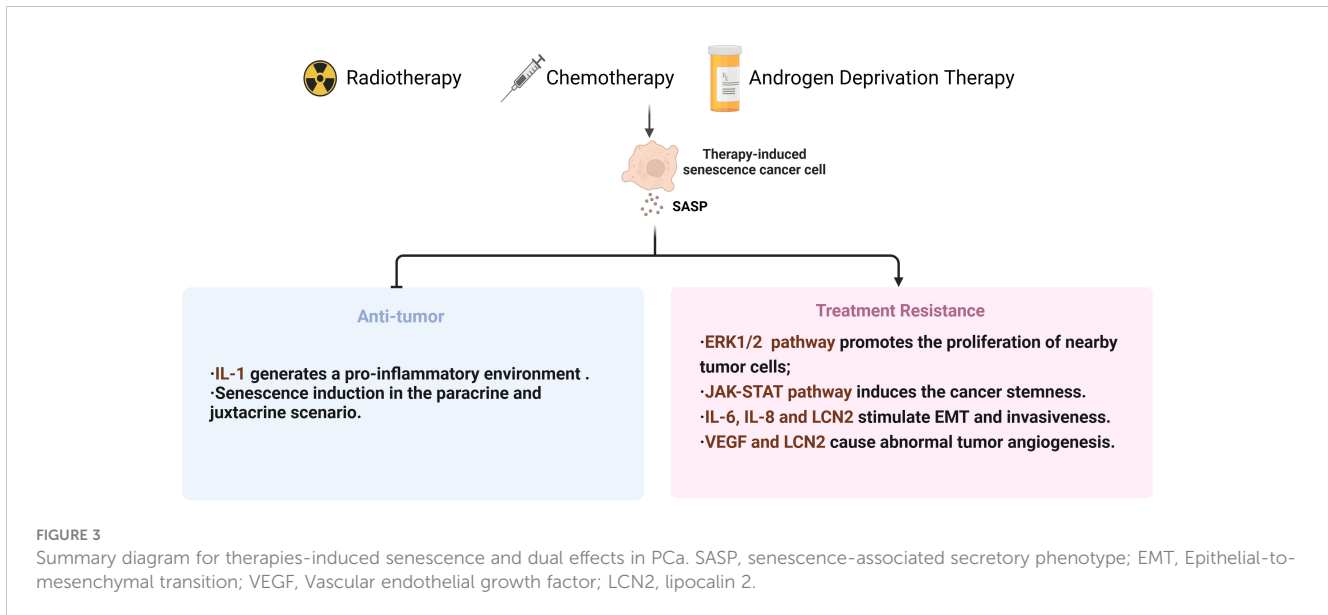 Radiotherapy
Chemotherapy
Androgen Deprivation Therapy
Rx
Therapy-induced
senescence cancer cell
SASP
Anti-tumor
·IL-1 generates a pro-inflammatory environment .
·Senescence induction in the paracrine and
juxtacrine scenario.
Treatment Resistance
·ERK1/2 pathway promotes the proliferation of nearby
tumor cells;
·JAK-STAT pathway induces the cancer stemness.
·IL-6, IL-8 and LCN2 stimulate EMT and invasiveness.
·VEGF and LCN2 cause abnormal tumor angiogenesis.
FIGURE 3
Summary diagram for therapies-induced senescence and dual effects in PCa. SASP, senescence-associated secretory phenotype; EMT, Epithelial-to-
mesenchymal transition; VEGF, Vascular endothelial growth factor; LCN2, lipocalin 2.